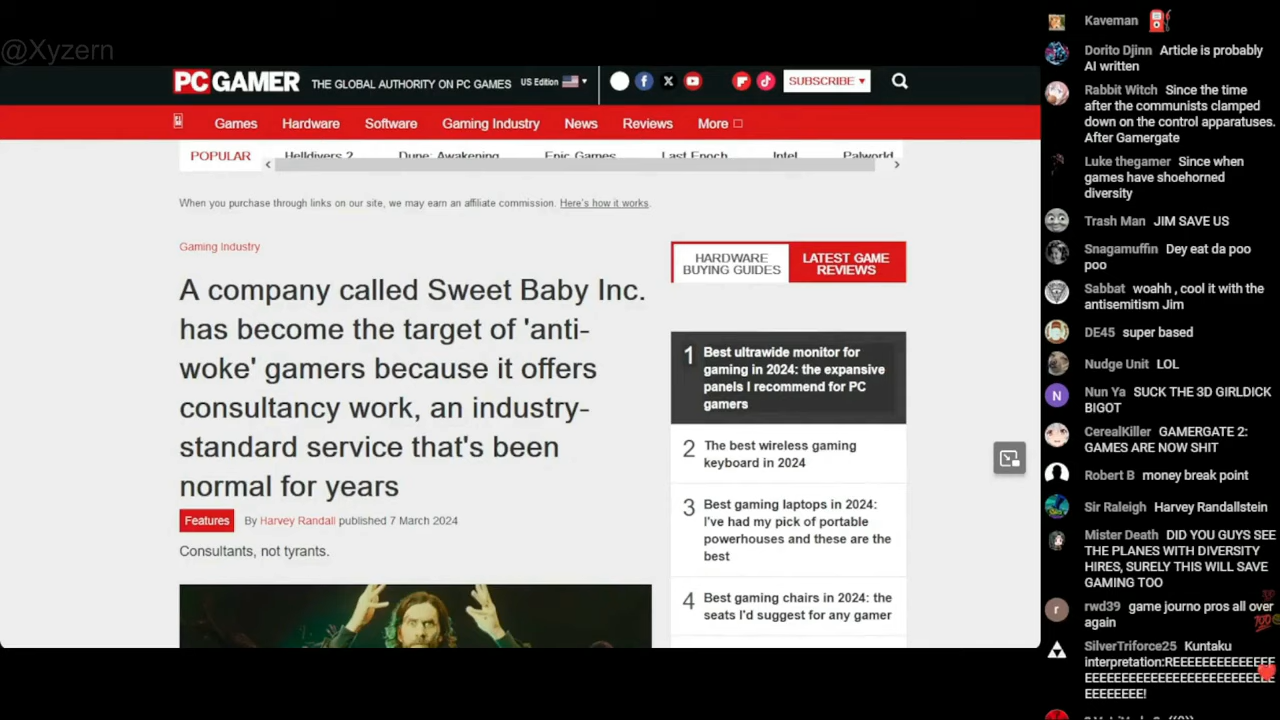 @Xyzern
PC GAMER THE GLOBAL AUTHORITY ON PC GAMES US Edition SUBSCRIBE
Games Hardware Software Gaming Industry News Reviews More
POPULAR Helldivers 2 Dune: Awakening Epic Games Last Epoch Intel Palworld
When you purchase through links on our site, we may earn an affiliate commission. Here's how it works.
Gaming Industry
A company called Sweet Baby Inc.
has become the target of 'anti-
woke' gamers because it offers
consultancy work, an industry-
standard service that's been
normal for years
Features By Harvey Randall published 7 March 2024
Consultants, not tyrants.
HARDWARE
BUYING GUIDES
LATEST GAME
REVIEWS
1 Best ultrawide monitor for
gaming in 2024: the expansive
panels I recommend for PC
gamers
2 The best wireless gaming
keyboard in 2024
3 Best gaming laptops in 2024:
I've had my pick of portable
powerhouses and these are the
best
4 Best gaming chairs in 2024: the
seats I'd suggest for any gamer
Kaveman
Dorito Djinn Article is probably
AI written
Rabbit Witch Since the time
after the communists clamped
down on the control apparatuses.
After Gamergate
Luke thegamer Since when
games have shoehorned
diversity
Trash Man JIM SAVE US
Snagamuffin Dey eat da poo
poo
Sabbat woahh , cool it with the
antisemitism Jim
DE45 super based
Nudge Unit LOL
N Nun Ya SUCK THE 3D GIRLDICK
BIGOT
CerealKiller GAMERGATE 2:
GAMES ARE NOW SHIT
Robert B money break point
Sir Raleigh Harvey Randallstein
Mister Death DID YOU GUYS SEE
THE PLANES WITH DIVERSITY
HIRES, SURELY THIS WILL SAVE
GAMING TOO
r rwd39 game journo pros all over
again
SilverTriforce25 Kuntaku
interpretation:REEEEEEEEEEEEEE
EEEEEEEEEEEEEEEEEEEEEEEEEE
EEEEEEEE!